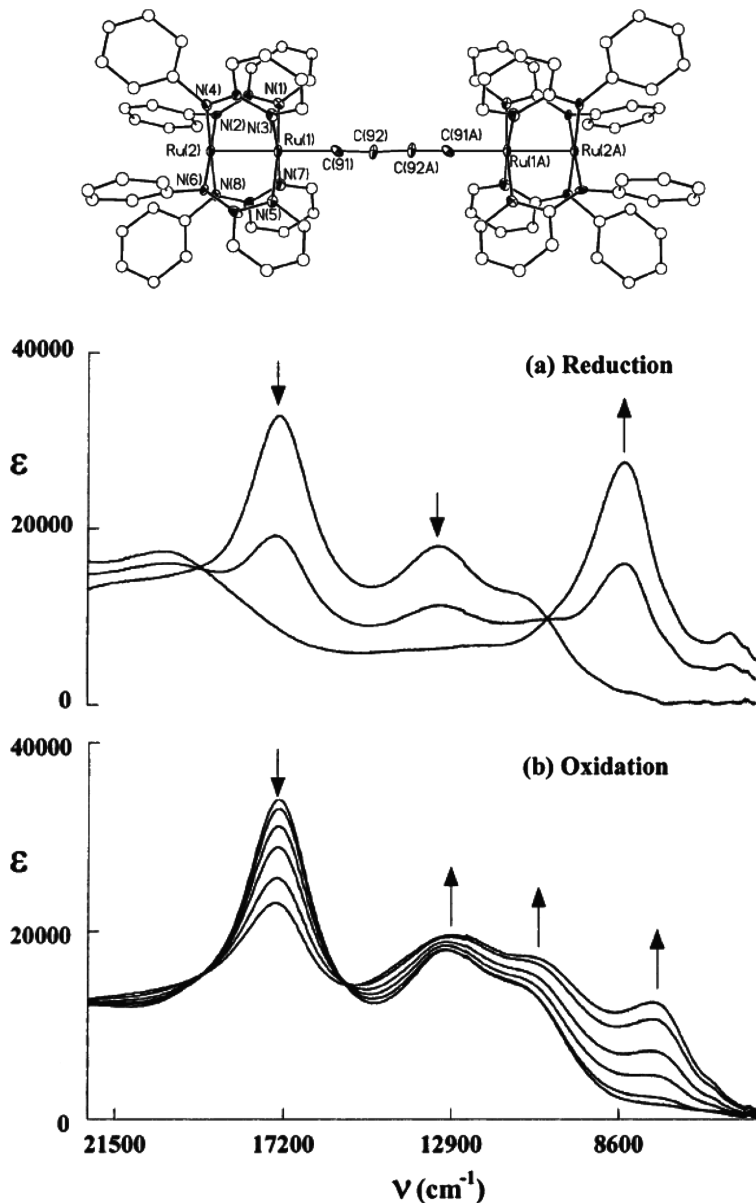 N(4) N(1)
N(2) N(3)
Ru(2) Ru(1) C(91) C(92) C(92A) C(91A) Ru(1A) Ru(2A)
N(6) N(8) N(7)
N(5)
40000
(a) Reduction
ε
20000
0
40000
(b) Oxidation
ε
20000
0
21500 17200 12900 8600
ν (cm⁻¹)